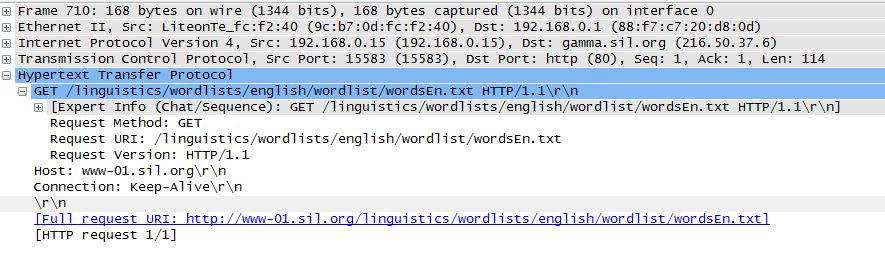 Frame 710: 168 bytes on wire (1344 bits), 168 bytes captured (1344 bits) on interface 0
Ethernet II, Src: LiteonTe_fc:f2:40 (9c:b7:0d:fc:f2:40), Dst: 192.168.0.1 (88:f7:c7:20:d8:0d)
Internet Protocol Version 4, Src: 192.168.0.15 (192.168.0.15), Dst: gamma.sil.org (216.50.37.6)
Transmission Control Protocol, Src Port: 15583 (15583), Dst Port: http (80), Seq: 1, Ack: 1, Len: 114
Hypertext Transfer Protocol
GET /linguistics/wordlists/english/wordlist/wordsEn.txt HTTP/1.1\r\n
[Expert Info (Chat/Sequence): GET /linguistics/wordlists/english/wordlist/wordsEn.txt HTTP/1.1\r\n]
Request Method: GET
Request URI: /linguistics/wordlists/english/wordlist/wordsEn.txt
Request Version: HTTP/1.1
Host: www-01.sil.org\r\n
Connection: Keep-Alive\r\n
\r\n
[Full request URI: http://www-01.sil.org/linguistics/wordlists/english/wordlist/wordsEn.txt]
[HTTP request 1/1]